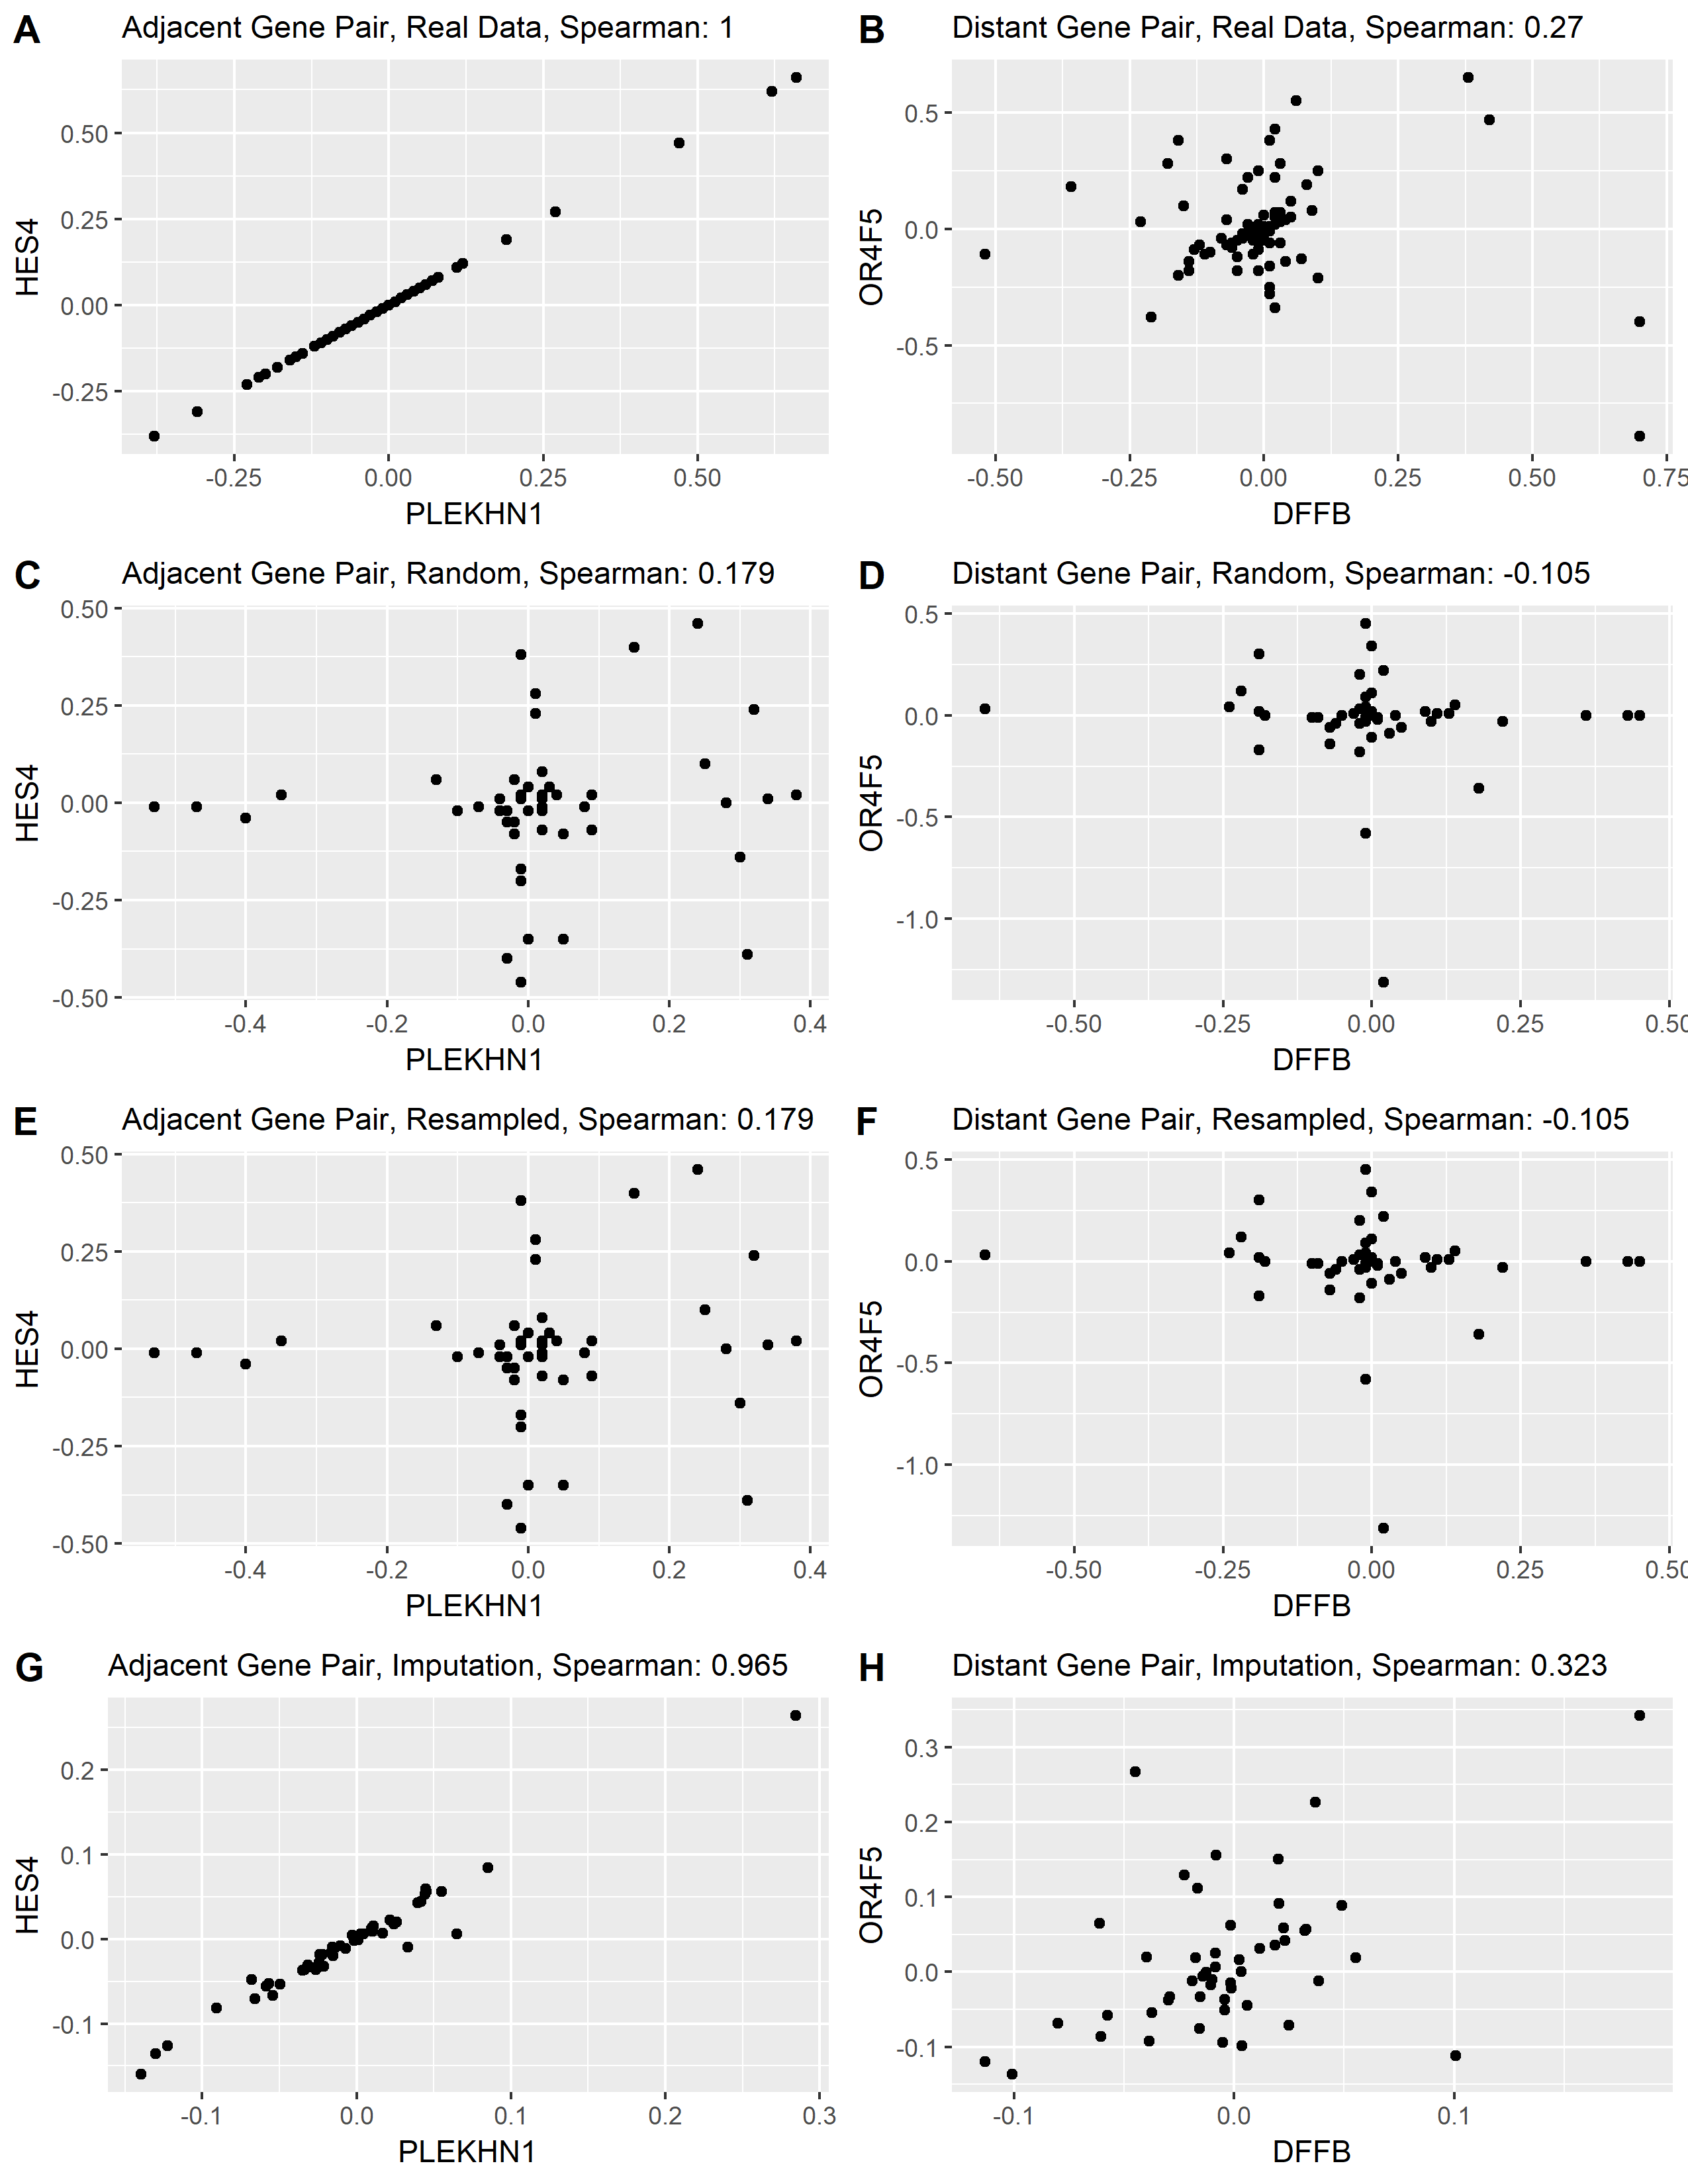 A Adjacent Gene Pair, Real Data, Spearman: 1
0.50
0.25
0.00
-0.25
HES4
-0.25 0.00 0.25 0.50
PLEKHN1
B Distant Gene Pair, Real Data, Spearman: 0.27
0.5
0.0
-0.5
OR4F5
-0.50 -0.25 0.00 0.25 0.50 0.75
DFFB
C Adjacent Gene Pair, Random, Spearman: 0.179
0.50
0.25
0.00
-0.25
-0.50
HES4
-0.4 -0.2 0.0 0.2 0.4
PLEKHN1
D Distant Gene Pair, Random, Spearman: -0.105
0.5
0.0
-0.5
-1.0
OR4F5
-0.50 -0.25 0.00 0.25 0.50
DFFB
E Adjacent Gene Pair, Resampled, Spearman: 0.179
0.50
0.25
0.00
-0.25
-0.50
HES4
-0.4 -0.2 0.0 0.2 0.4
PLEKHN1
F Distant Gene Pair, Resampled, Spearman: -0.105
0.5
0.0
-0.5
-1.0
OR4F5
-0.50 -0.25 0.00 0.25 0.50
DFFB
G Adjacent Gene Pair, Imputation, Spearman: 0.965
0.2
0.1
0.0
-0.1
HES4
-0.1 0.0 0.1 0.2 0.3
PLEKHN1
H Distant Gene Pair, Imputation, Spearman: 0.323
0.3
0.2
0.1
0.0
-0.1
OR4F5
-0.1 0.0 0.1
DFFB